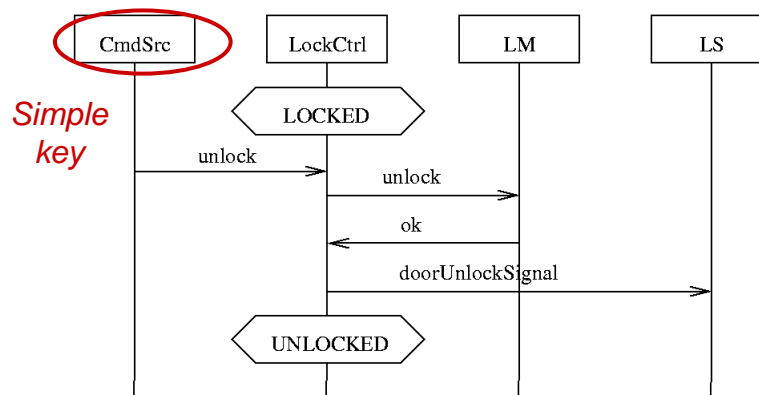 CmdSrc
LockCtrl
LM
LS
Simple
key
LOCKED
unlock
unlock
ok
doorUnlockSignal
UNLOCKED